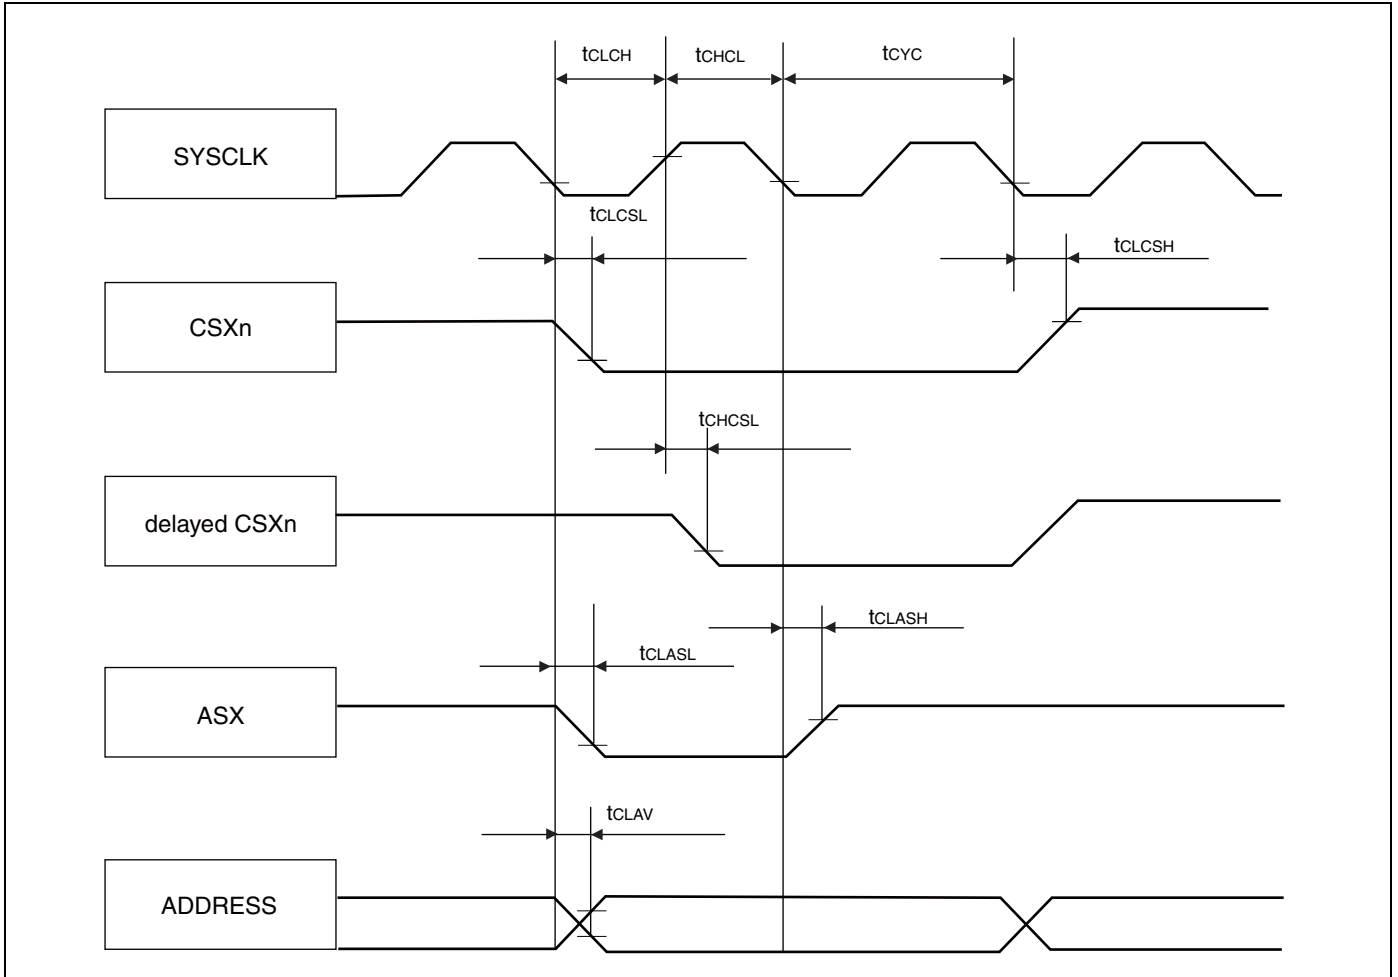 tCLCH
tCHCL
tCYC
SYSCLK
tCLCSL
tCLCSH
CSXn
tCHCSL
delayed CSXn
tCLASH
tCLASL
ASX
tCLAV
ADDRESS